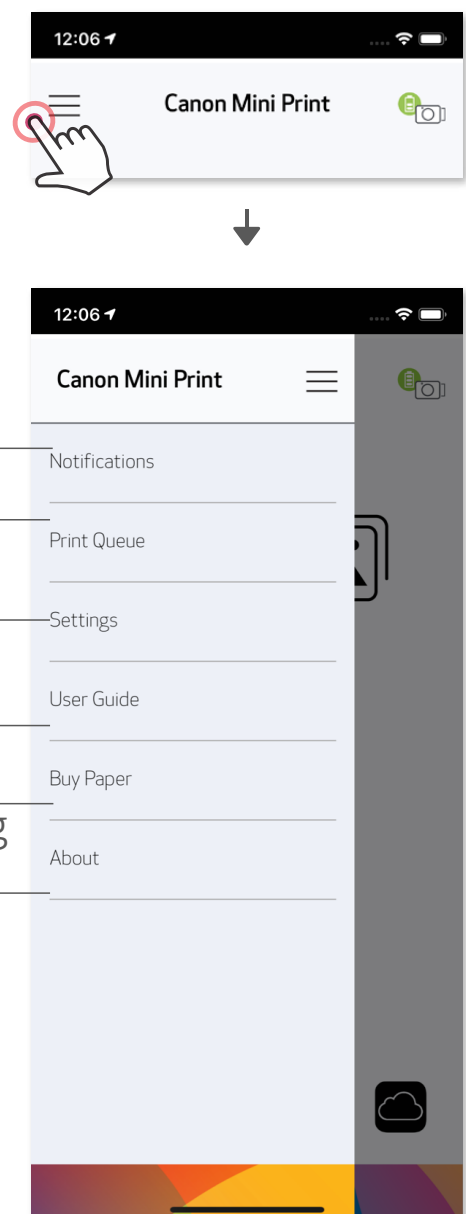 12:06
Canon Mini Print
12:06
Canon Mini Print
Notifications
Print Queue
Settings
User Guide
Buy Paper
About